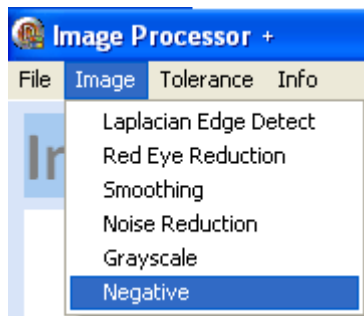 Image Processor +
File Image Tolerance Info
Laplacian Edge Detect
Red Eye Reduction
Smoothing
Noise Reduction
Grayscale
Negative